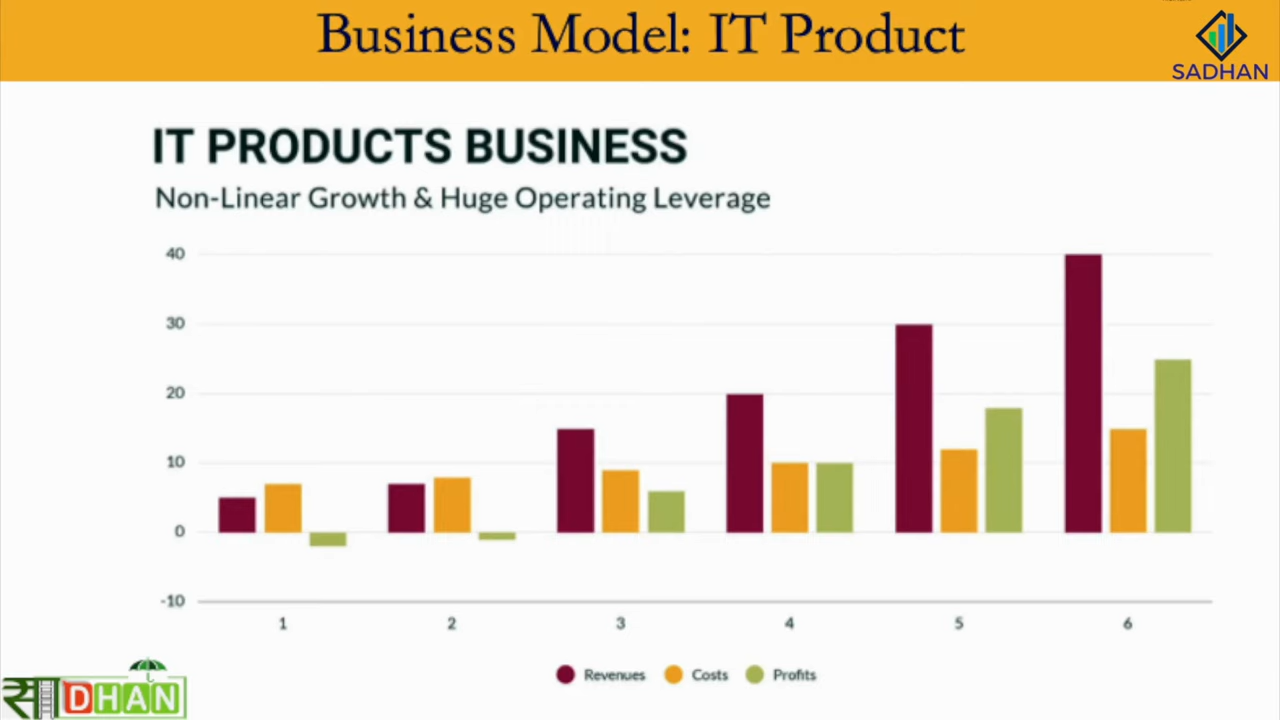 Business Model: IT Product
SADHAN
IT PRODUCTS BUSINESS
Non-Linear Growth & Huge Operating Leverage
40
30
20
10
0
-10
1 2 3 4 5 6
Revenues Costs Profits
साDHAN